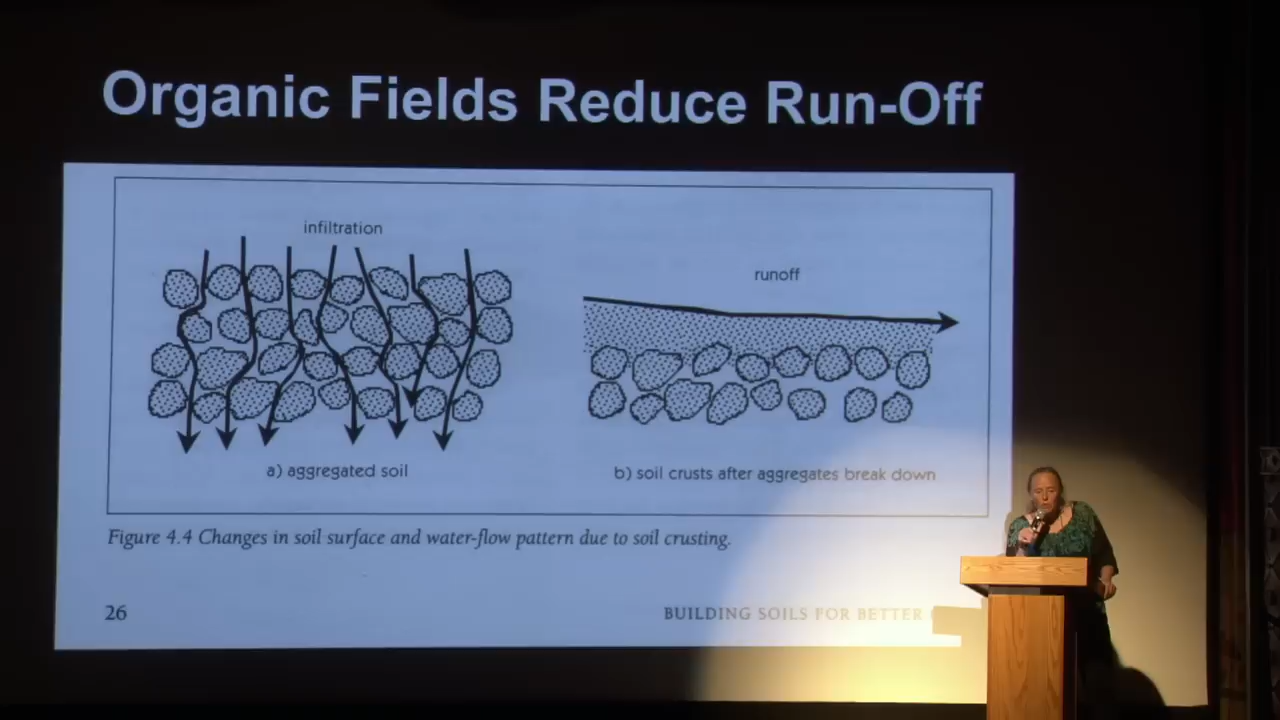 Organic Fields Reduce Run-Off
infiltration
runoff
a) aggregated soil
b) soil crusts after aggregates break down
Figure 4.4 Changes in soil surface and water-flow pattern due to soil crusting.
26
BUILDING SOILS FOR BETTER